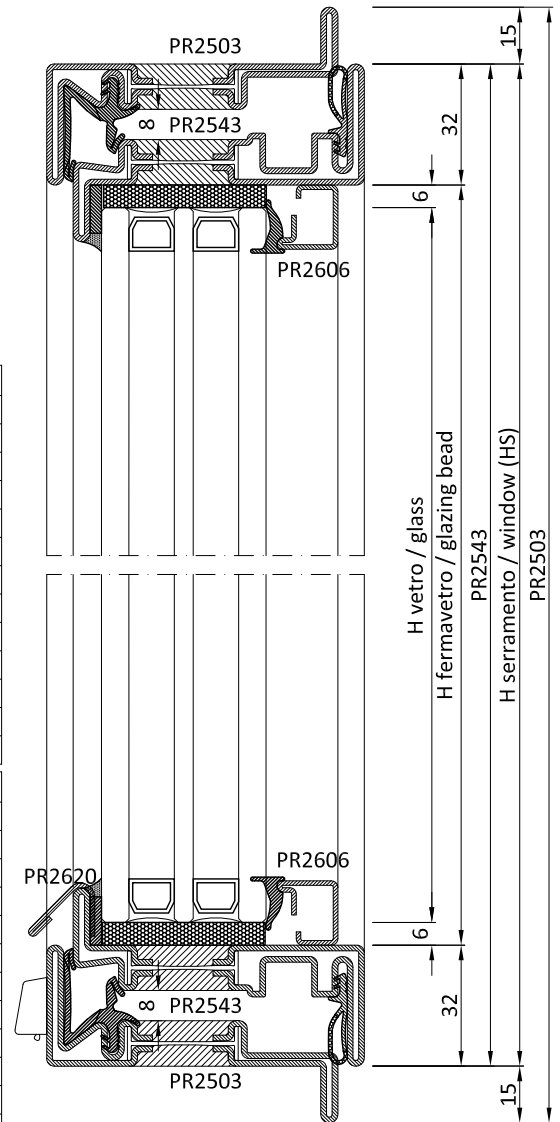 PR2503
15
8
PR2543
32
6
PR2606
H vetro / glass
H fermavetro / glazing bead
PR2543
H serramento / window (HS)
PR2503
PR2620
PR2606
6
8
PR2543
32
PR2503
15